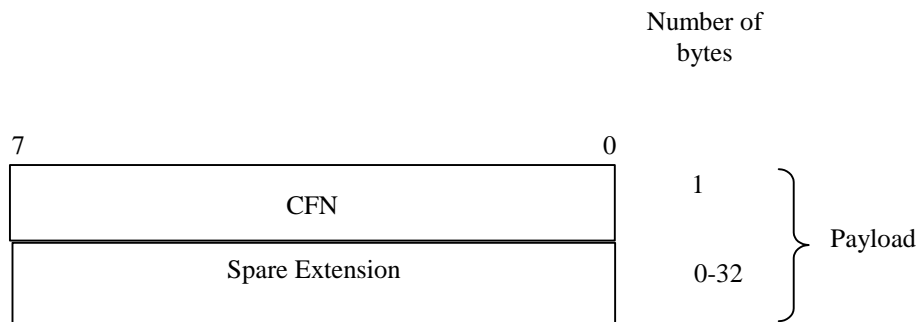 Number of
bytes
7 0
CFN 1
Payload
Spare Extension 0-32